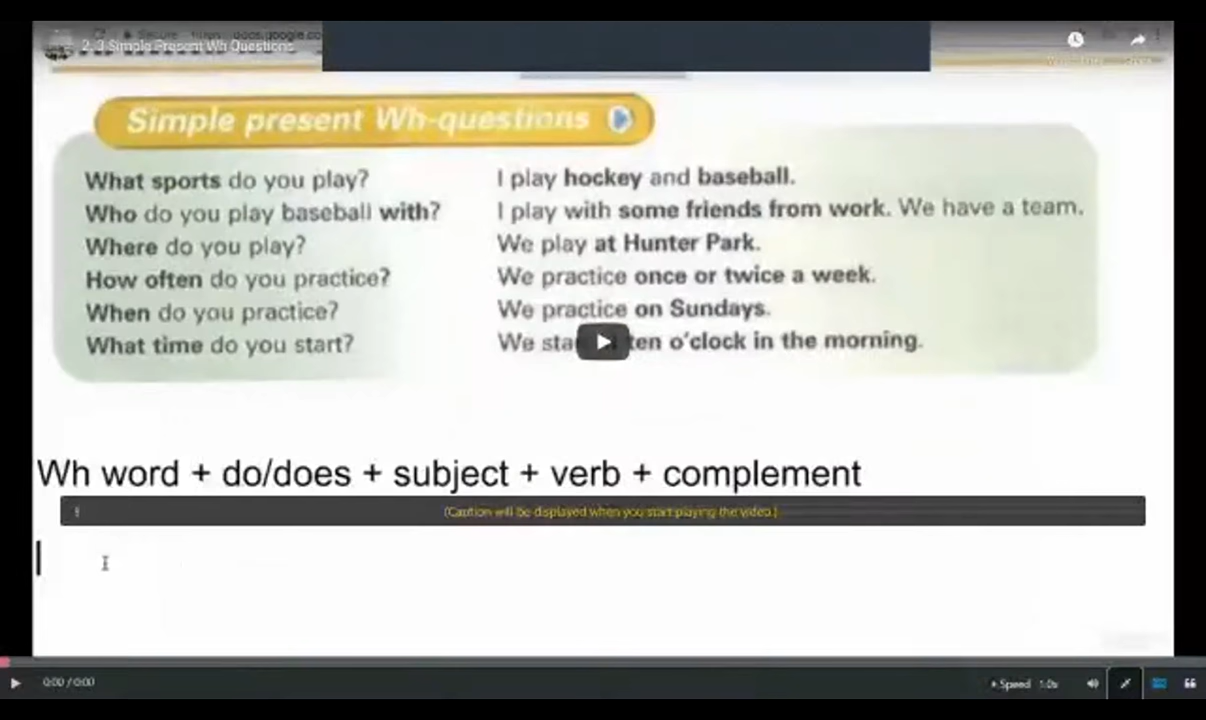 2. 3 Simple Present Wh Questions
Simple present Wh-questions
What sports do you play? I play hockey and baseball.
Who do you play baseball with? I play with some friends from work. We have a team.
Where do you play? We play at Hunter Park.
How often do you practice? We practice once or twice a week.
When do you practice? We practice on Sundays.
What time do you start? We sta ten o'clock in the morning.
Wh word + do/does + subject + verb + complement
(Caution will be displayed when you start playing the video.)
0:00 / 0:00 Speed 1.0x